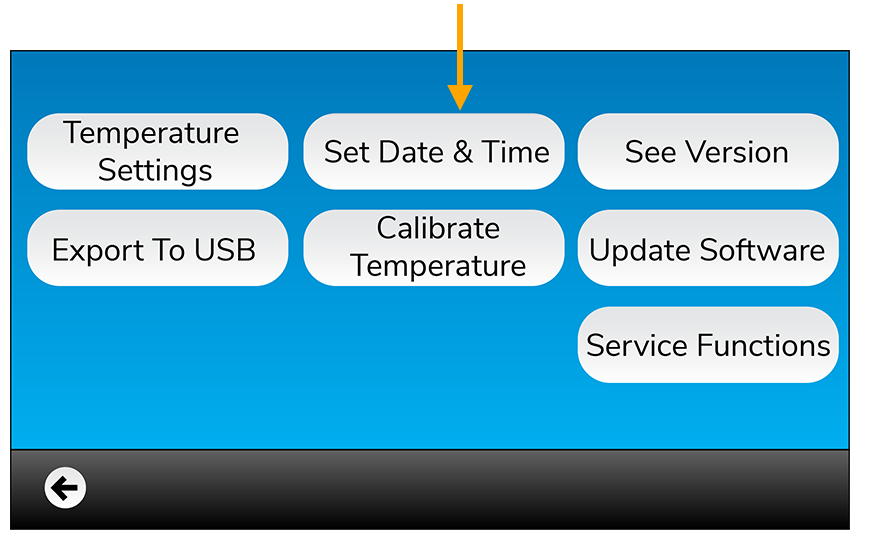 Temperature
Settings
Set Date & Time
See Version
Export To USB
Calibrate
Temperature
Update Software
Service Functions